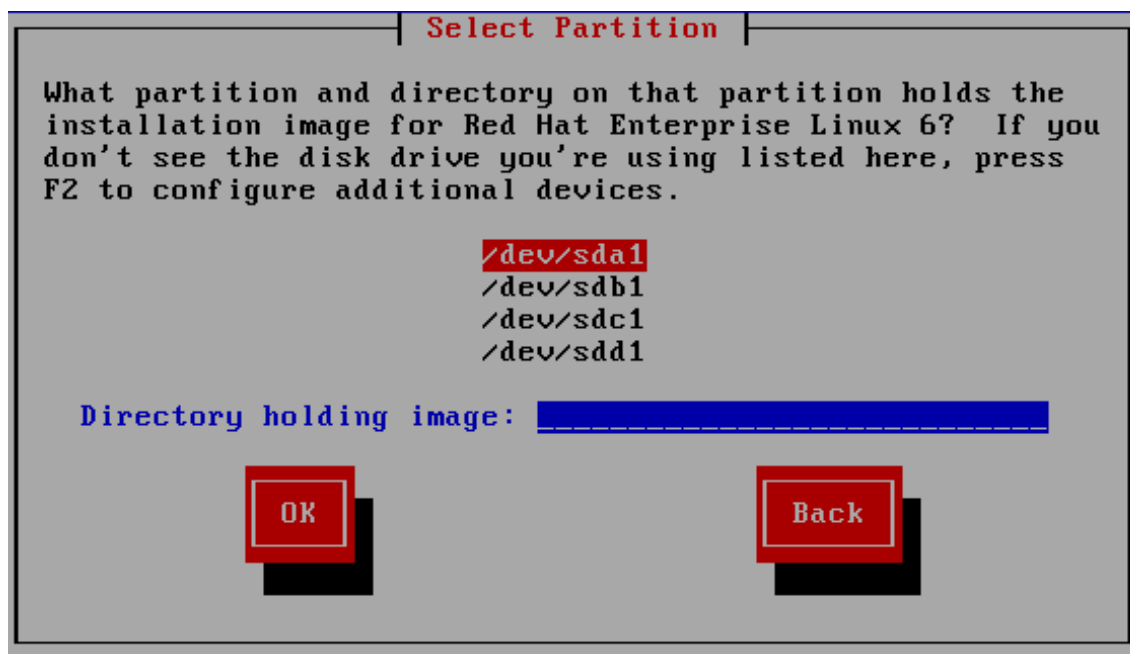 Select Partition
What partition and directory on that partition holds the
installation image for Red Hat Enterprise Linux 6?  If you
don't see the disk drive you're using listed here, press
F2 to configure additional devices.
/dev/sda1
/dev/sdb1
/dev/sdc1
/dev/sdd1
Directory holding image: ____________________________
OK Back